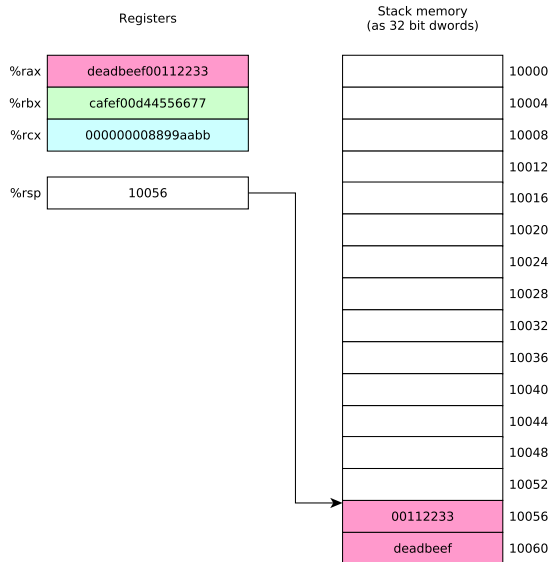 Registers
Stack memory
(as 32 bit dwords)
%rax deadbeef00112233
%rbx cafef00d44556677
%rcx 000000008899aabb
%rsp 10056
10000
10004
10008
10012
10016
10020
10024
10028
10032
10036
10040
10044
10048
10052
00112233 10056
deadbeef 10060